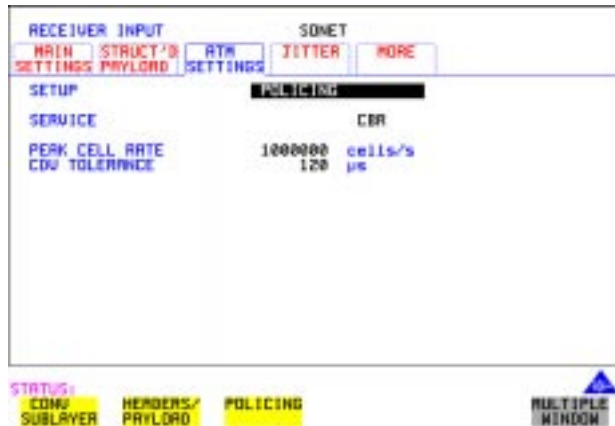 RECEIVER INPUT SONET
MAIN SETTINGS STRUCT'D PAYLOAD ATM SETTINGS JITTER MORE
SETUP POLICING
SERVICE CBR
PEAK CELL RATE 1000000 cells/s
CDV TOLERANCE 120 µs
STATUS:
CONV SUBLAYER HEADERS/ PAYLOAD POLICING MULTIPLE WINDOW